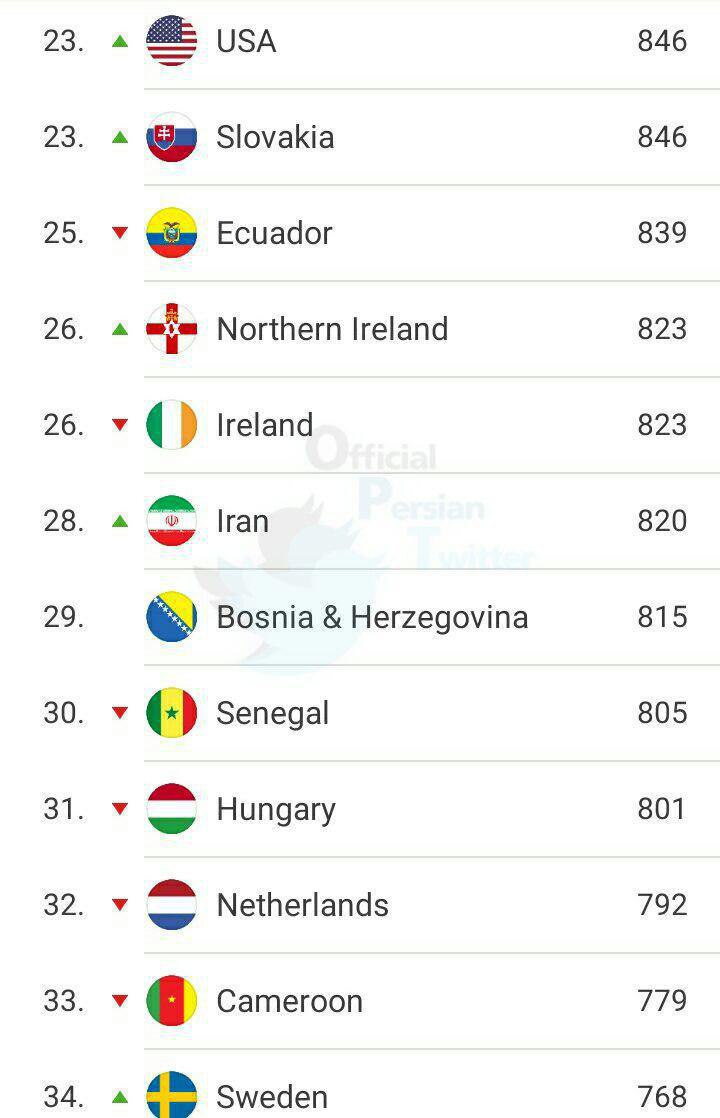 23. USA 846
23. Slovakia 846
25. Ecuador 839
26. Northern Ireland 823
26. Ireland 823
Official
Persian
Twitter
28. Iran 820
29. Bosnia & Herzegovina 815
30. Senegal 805
31. Hungary 801
32. Netherlands 792
33. Cameroon 779
34. Sweden 768